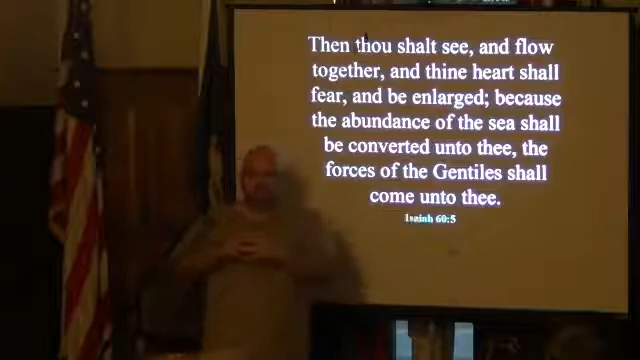 Then thou shalt see, and flow
together, and thine heart shall
fear, and be enlarged; because
the abundance of the sea shall
be converted unto thee, the
forces of the Gentiles shall
come unto thee.
Isaiah 60:5